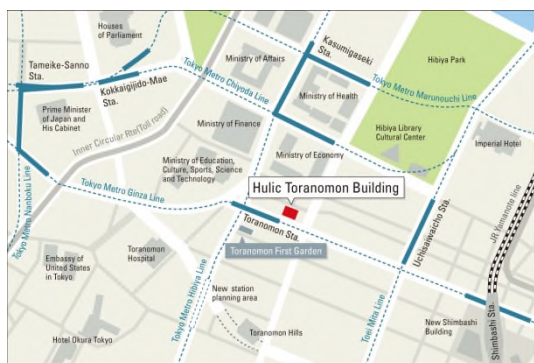 Houses
of Parliament
Tameike-Sanno
Sta.
Kokkaigijido-Mae
Sta.
Prime Minister
of Japan and
His Cabinet
Inner Circular Rte(Toll road)
Tokyo Metro Chiyoda Line
Ministry of Affairs
Kasumigaseki
Sta.
Hibiya Park
Tokyo Metro Marunouchi Line
Ministry of Health
Ministry of Finance
Hibiya Library
Cultural Center
Imperial Hotel
Ministry of Education,
Culture, Sports, Science
and Technology
Ministry of Economy
Hulic Toranomon Building
Tokyo Metro Nanboku Line
Tokyo Metro Ginza Line
Toranomon Sta.
Toranomon First Garden
Uchisaiwaicho Sta.
JR Yamanote line
Toranomon
Hospital
Embassy of
United States
in Tokyo
Tokyo Metro Hibiya Line
New station
planning area
Toei Mita Line
New Shimbashi
Building
Shimbashi Sta.
Hotel Okura Tokyo
Toranomon Hills